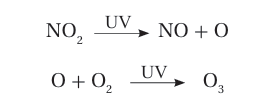 NO₂ —UV→ NO + O
O + O₂ —UV→ O₃